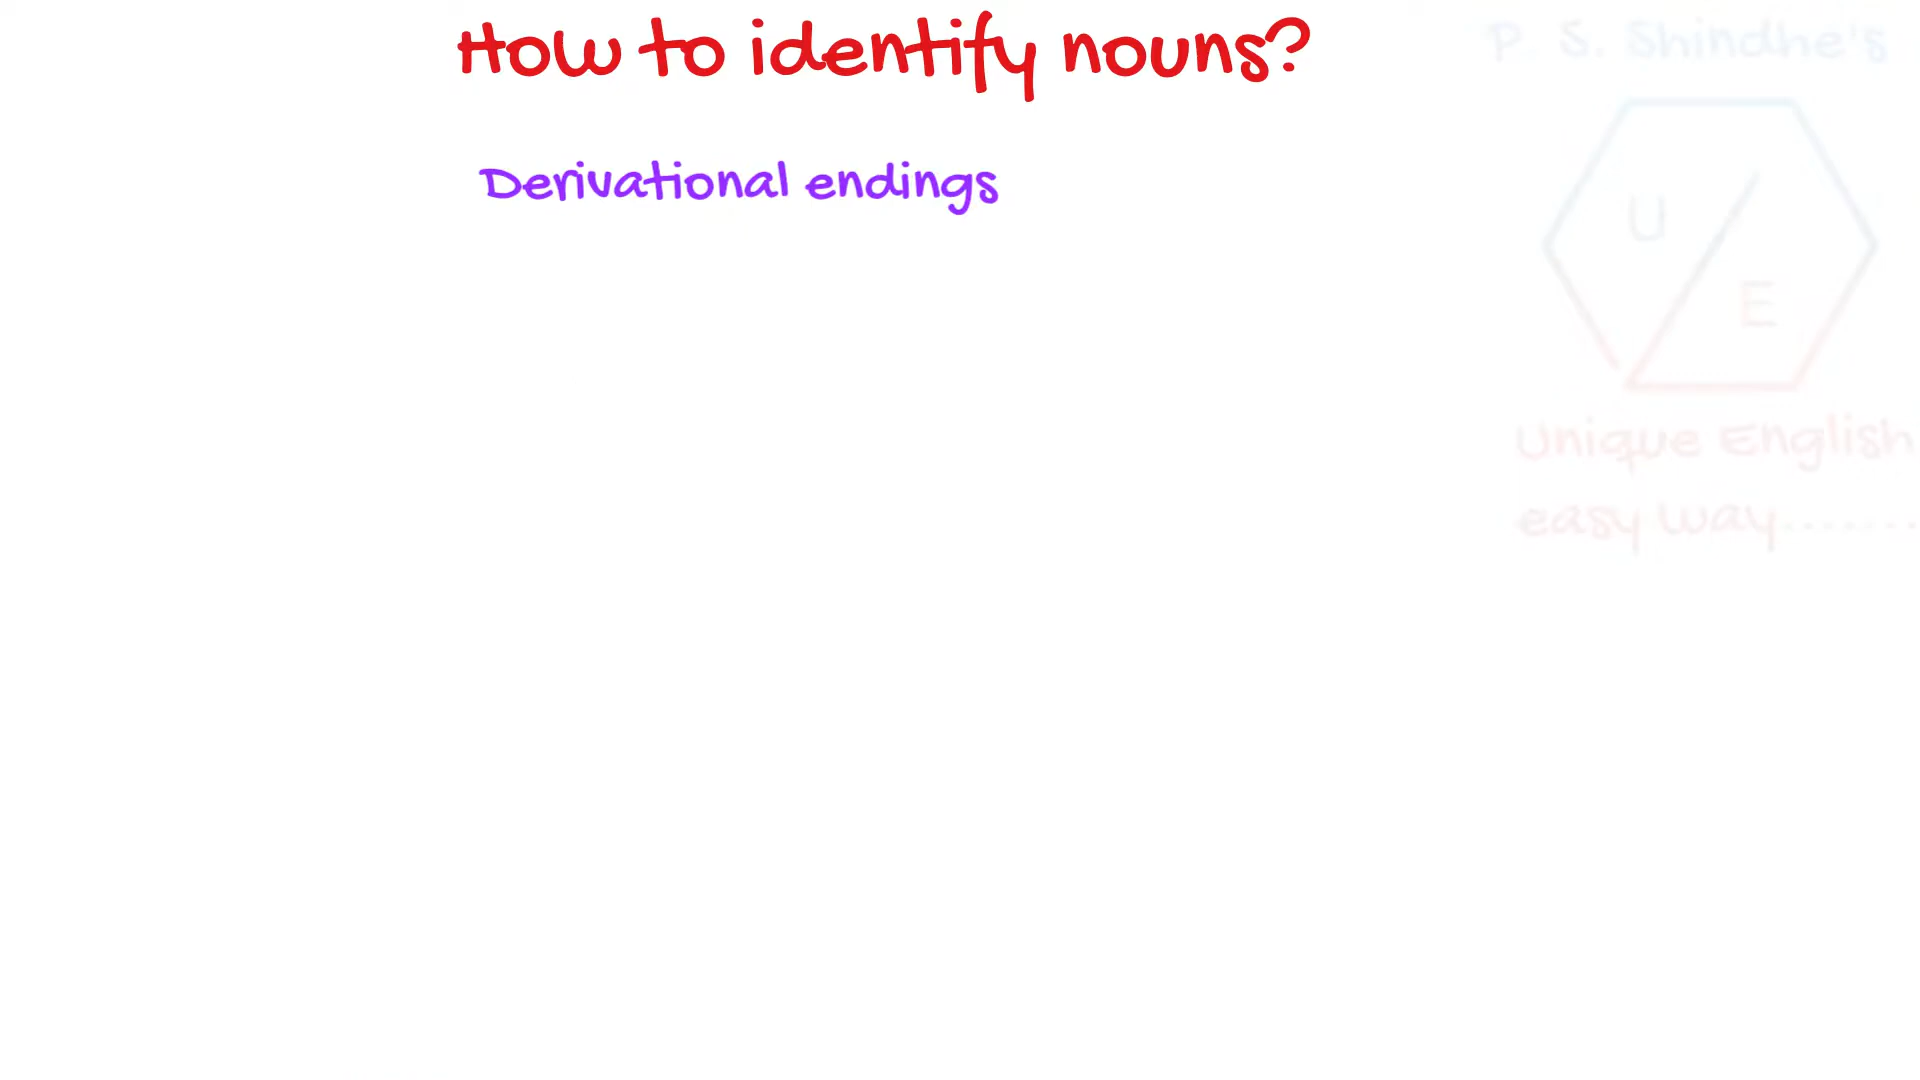 How to identify nouns?
P S. Shindhe's
Derivational endings
U
E
Unique English
easy way.......